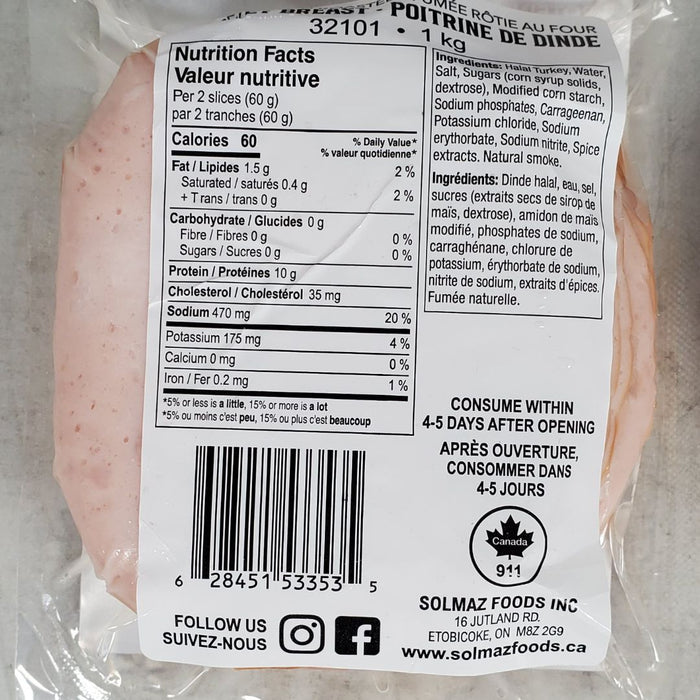 BREAST
FUMÉE RÔTIE AU FOUR
POITRINE DE DINDE
32101 • 1 kg
Nutrition Facts
Valeur nutritive
Per 2 slices (60 g)
par 2 tranches (60 g)
Calories 60
% Daily Value*
% valeur quotidienne*
Fat / Lipides 1.5 g 2 %
Saturated / saturés 0.4 g
+ Trans / trans 0 g 2 %
Carbohydrate / Glucides 0 g
Fibre / Fibres 0 g 0 %
Sugars / Sucres 0 g 0 %
Protein / Protéines 10 g
Cholesterol / Cholestérol 35 mg
Sodium 470 mg 20 %
Potassium 175 mg 4 %
Calcium 0 mg 0 %
Iron / Fer 0.2 mg 1 %
*5% or less is a little, 15% or more is a lot
*5% ou moins c'est peu, 15% ou plus c'est beaucoup
Ingredients: Halal Turkey, Water,
Salt, Sugars (corn syrup solids,
dextrose), Modified corn starch,
Sodium phosphates, Carrageenan,
Potassium chloride, Sodium
erythorbate, Sodium nitrite, Spice
extracts. Natural smoke.
Ingrédients: Dinde halal, eau, sel,
sucres (extraits secs de sirop de
maïs, dextrose), amidon de maïs
modifié, phosphates de sodium,
carraghénane, chlorure de
potassium, érythorbate de sodium,
nitrite de sodium, extraits d'épices.
Fumée naturelle.
CONSUME WITHIN
4-5 DAYS AFTER OPENING
APRÈS OUVERTURE,
CONSOMMER DANS
4-5 JOURS
Canada
911
6 28451 53353 5
FOLLOW US
SUIVEZ-NOUS
SOLMAZ FOODS INC
16 JUTLAND RD.
ETOBICOKE, ON M8Z 2G9
www.solmazfoods.ca